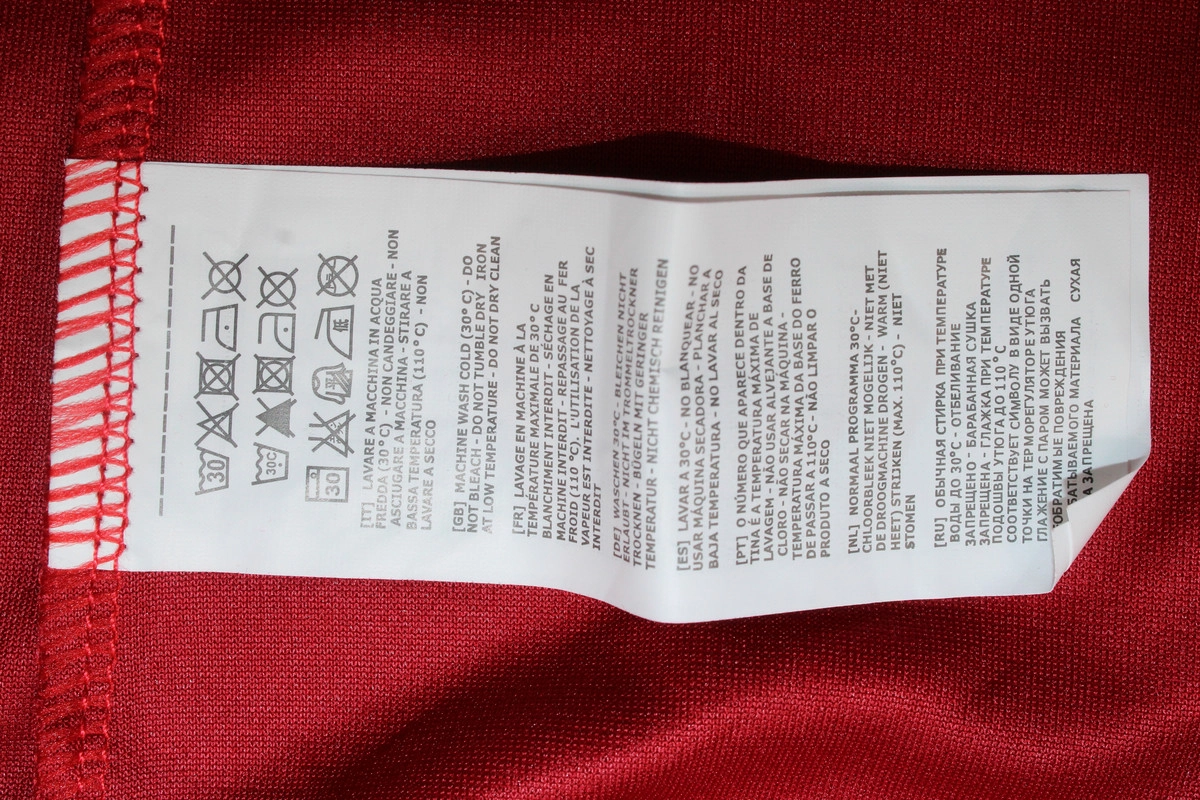 30
30°C
30
低
[IT] LAVARE A MACCHINA IN ACQUA
FREDDA (30°C) - NON CANDEGGIARE - NON
ASCIUGARE A MACCHINA - STIRARE A
BASSA TEMPERATURA (110° C) - NON
LAVARE A SECCO
[GB] MACHINE WASH COLD (30° C) - DO
NOT BLEACH - DO NOT TUMBLE DRY IRON
AT LOW TEMPERATURE - DO NOT DRY CLEAN
[FR] LAVAGE EN MACHINE À LA
TEMPÉRATURE MAXIMALE DE 30° C
BLANCHIMENT INTERDIT - SÉCHAGE EN
MACHINE INTERDIT - REPASSAGE AU FER
FROID (110 °C). L'UTILISATION DE LA
VAPEUR EST INTERDITE - NETTOYAGE À SEC
INTERDIT
[DE] WASCHEN 30°C - BLEICHEN NICHT
ERLAUBT - NICHT IM TROMMELTROCKNER
TROCKNEN - BÜGELN MIT GERINGER
TEMPERATUR - NICHT CHEMISCH REINIGEN
[ES] LAVAR A 30°C - NO BLANQUEAR - NO
USAR MÁQUINA SECADORA - PLANCHAR A
BAJA TEMPERATURA - NO LAVAR AL SECO
[PT] O NÚMERO QUE APARECE DENTRO DA
TINA É A TEMPERATURA MÁXIMA DE
LAVAGEM - NÃO USAR ALVEJANTE A BASE DE
CLORO - NÃO SECAR NA MÁQUINA -
TEMPERATURA MÁXIMA DA BASE DO FERRO
DE PASSAR A 110°C - NÃO LIMPAR O
PRODUTO A SECO
[NL] NORMAAL PROGRAMMA 30°C-
CHLOORBLEEK NIET MOGELIJK - NIET MET
DE DROOGMACHINE DROGEN - WARM (NIET
HEET) STRIJKEN (MAX. 110°C) - NIET
STOMEN
[RU] ОБЫЧНАЯ СТИРКА ПРИ ТЕМПЕРАТУРЕ
ВОДЫ ДО 30°C - ОТБЕЛИВАНИЕ
ЗАПРЕЩЕНО - БАРАБАННАЯ СУШКА
ЗАПРЕЩЕНА - ГЛАЖКА ПРИ ТЕМПЕРАТУРЕ
ПОДОШВЫ УТЮГА ДО 110° C
СООТВЕТСТВУЕТ СИМВОЛУ В ВИДЕ ОДНОЙ
ТОЧКИ НА ТЕРМОРЕГУЛЯТОРЕ УТЮГА
ГЛАЖЕНИЕ С ПАРОМ МОЖЕТ ВЫЗВАТЬ
ПОВРЕЖДЕНИЯ
МАТЕРИАЛА СУХАЯ
ЗАПРЕЩЕНА